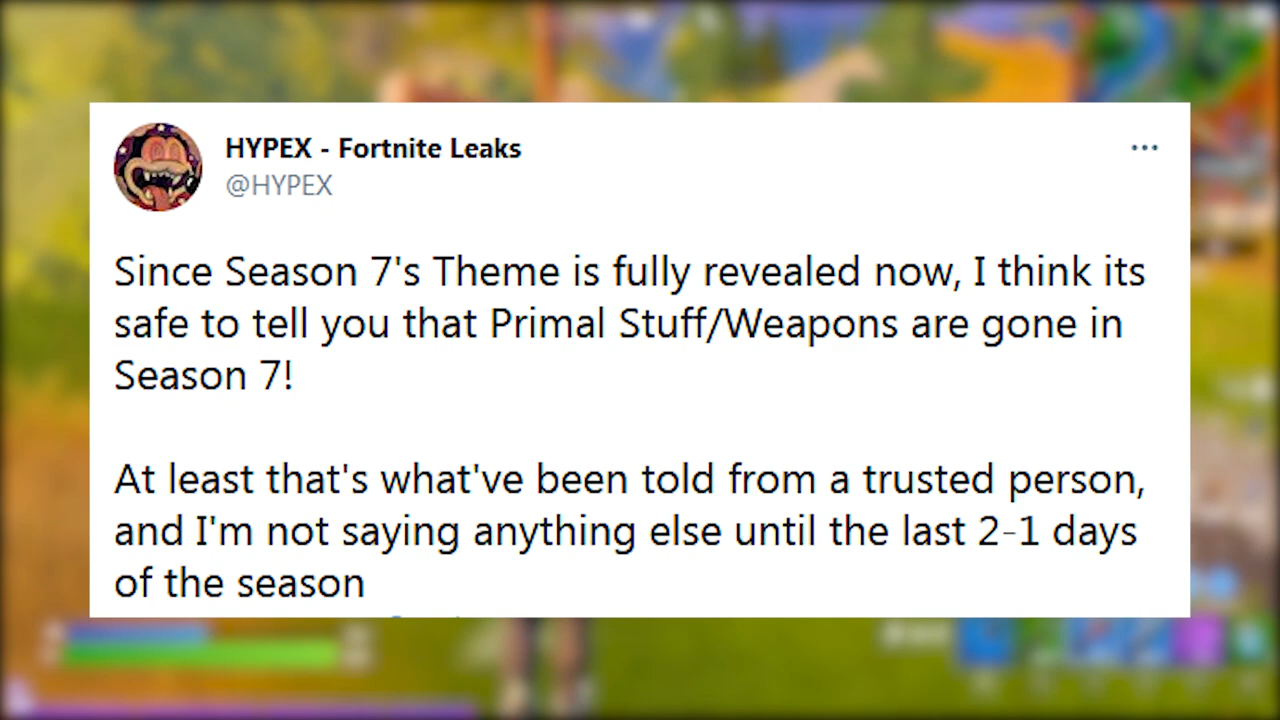 HYPEX - Fortnite Leaks
@HYPEX
Since Season 7's Theme is fully revealed now, I think its
safe to tell you that Primal Stuff/Weapons are gone in
Season 7!
At least that's what've been told from a trusted person,
and I'm not saying anything else until the last 2-1 days
of the season